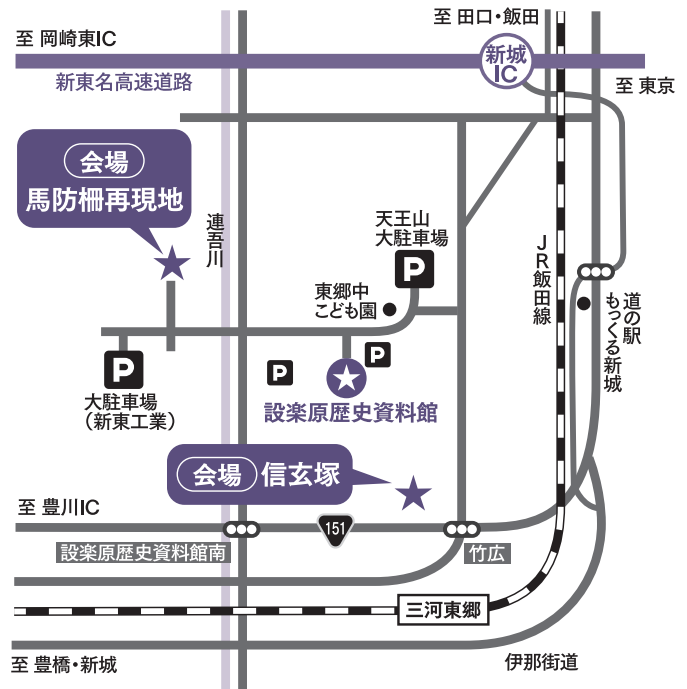 至 田口・飯田
至 岡崎東IC
新城
IC
新東名高速道路
至 東京
会場
馬防柵再現地
連吾川
天王山
大駐車場
P
JR飯田線
東郷中
こども園
道の駅
もっくる新城
P
P
P
大駐車場
（新東工業）
設楽原歴史資料館
会場 信玄塚
至 豊川IC
151
設楽原歴史資料館南
竹広
三河東郷
至 豊橋・新城
伊那街道